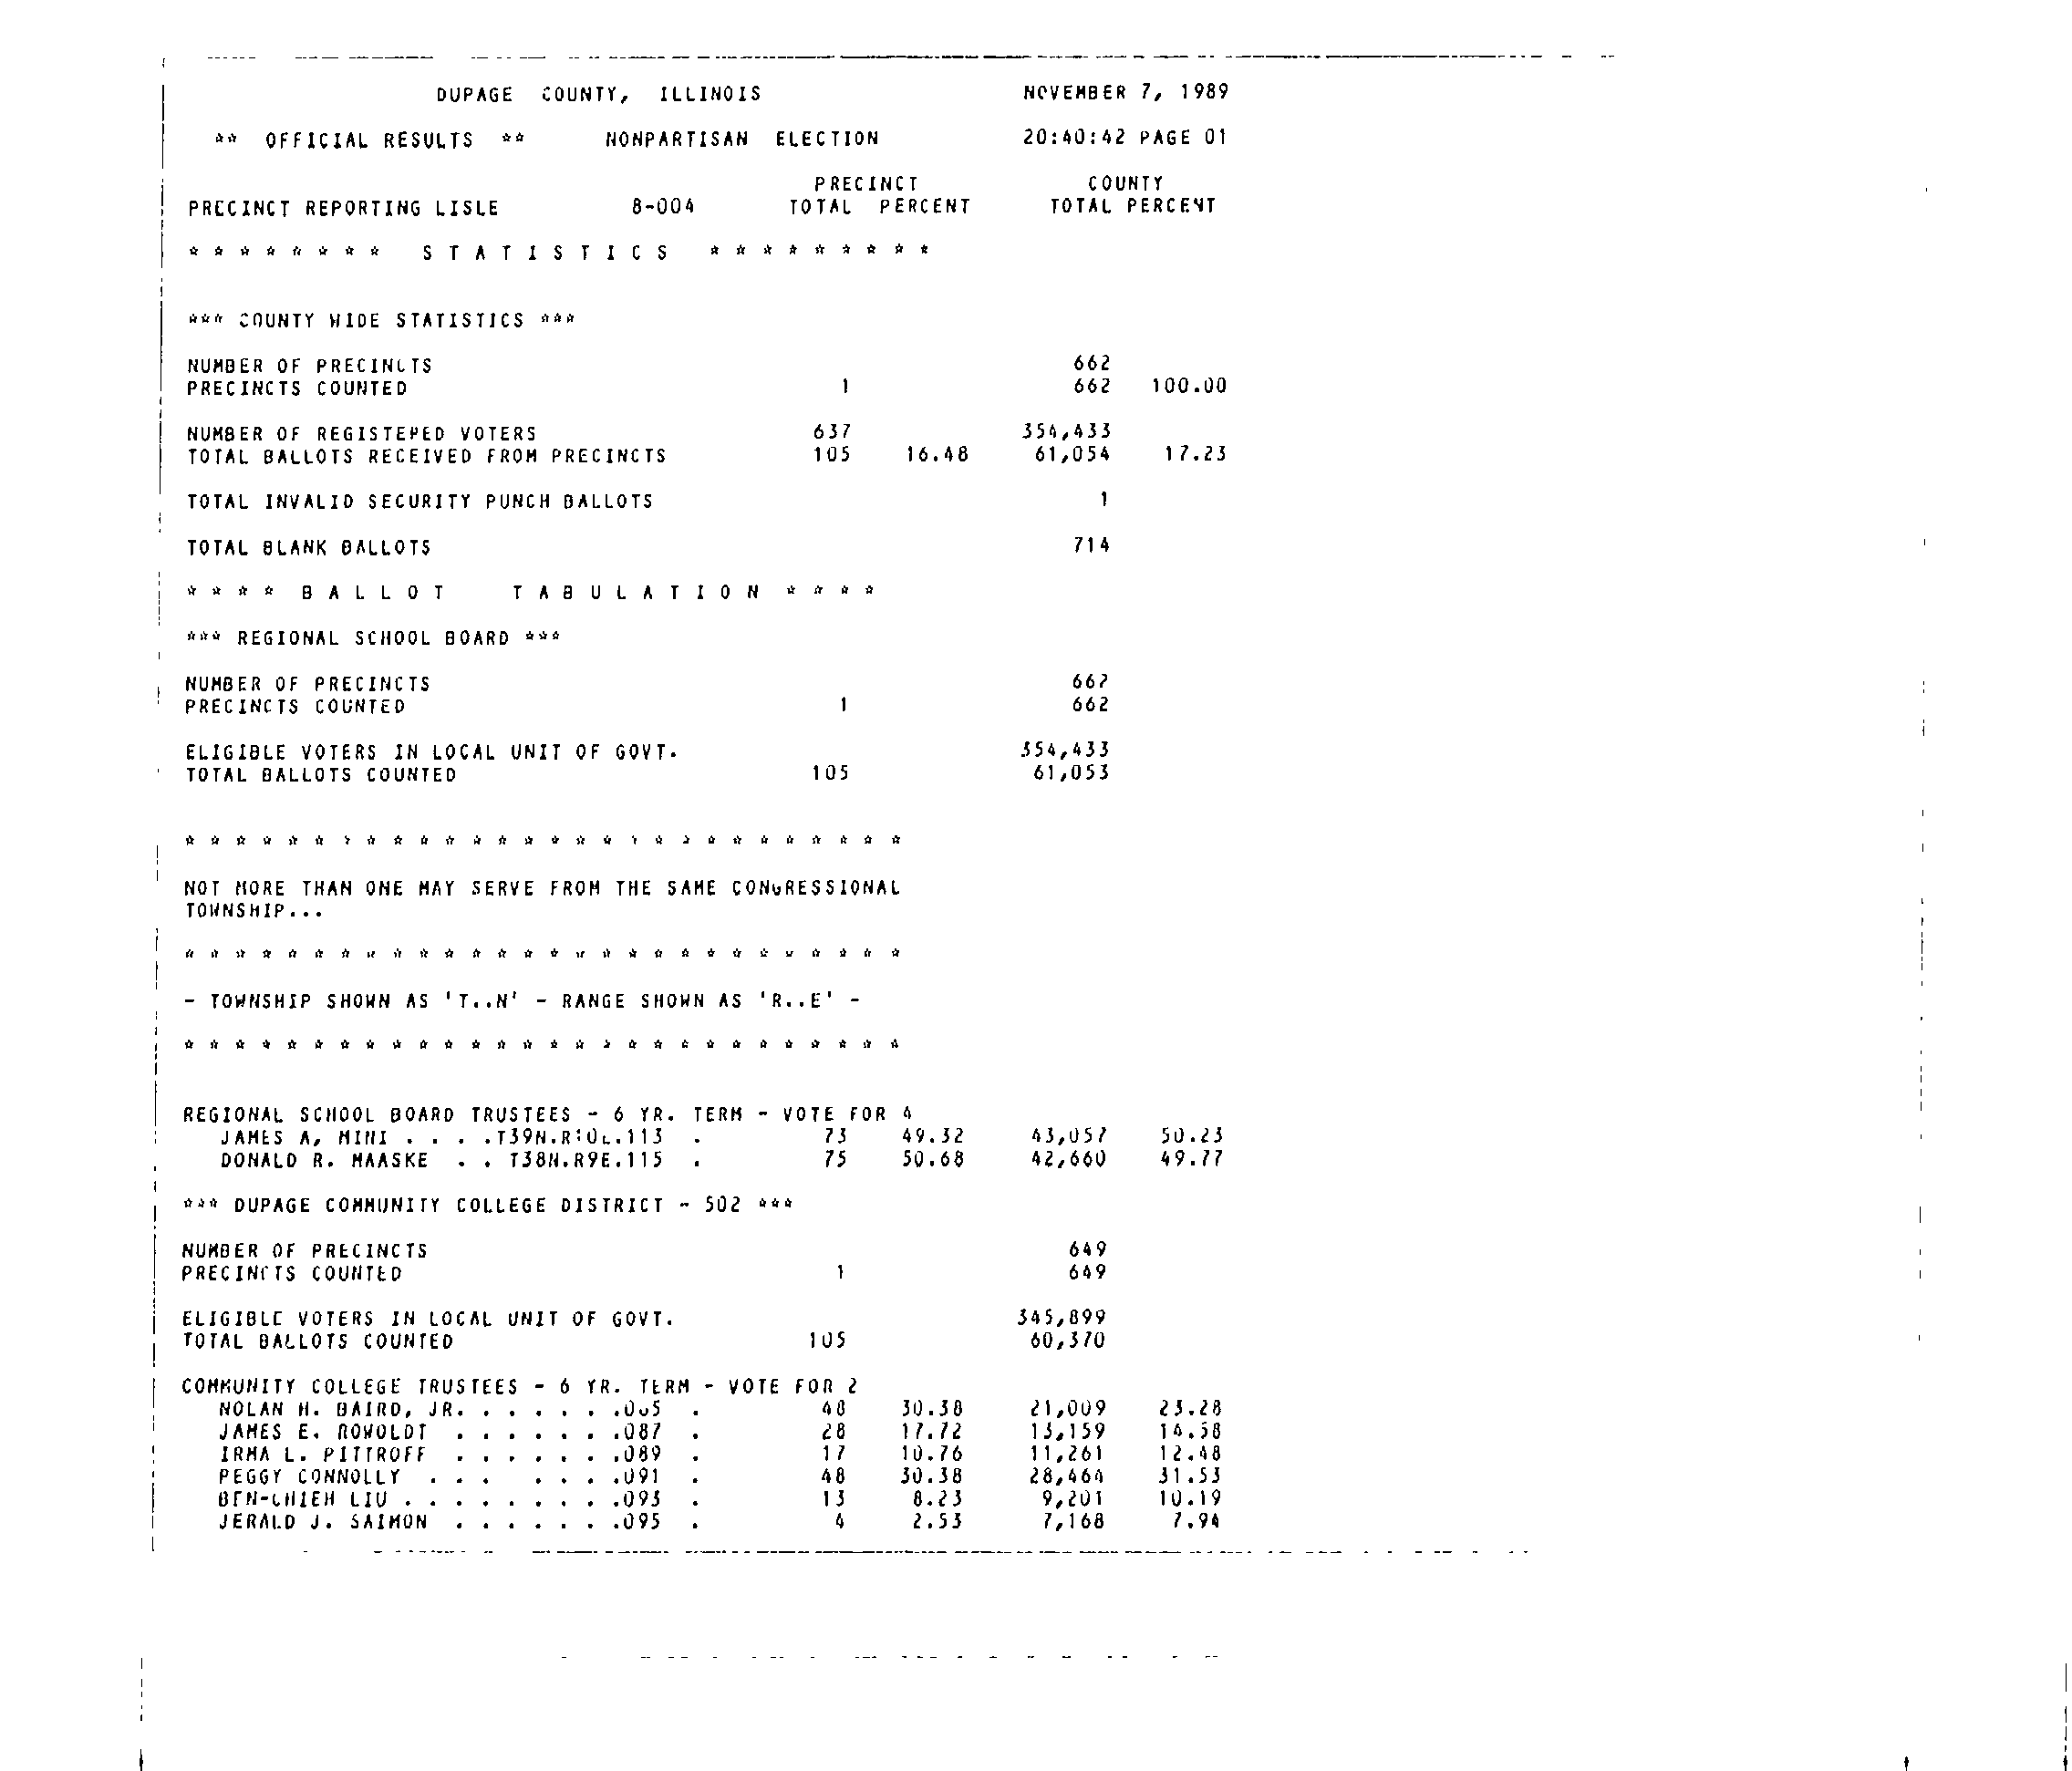 DUPAGE COUNTY, ILLINOIS NOVEMBER 7, 1989
** OFFICIAL RESULTS ** NONPARTISAN ELECTION 20:40:42 PAGE 01
PRECINCT COUNTY
PRECINCT REPORTING LISLE 8-004 TOTAL PERCENT TOTAL PERCENT
* * * * * * * * S T A T I S T I C S * * * * * * * * *
*** COUNTY WIDE STATISTICS ***
NUMBER OF PRECINCTS 662
PRECINCTS COUNTED 1 662 100.00
NUMBER OF REGISTERED VOTERS 637 354,433
TOTAL BALLOTS RECEIVED FROM PRECINCTS 105 16.48 61,054 17.23
TOTAL INVALID SECURITY PUNCH BALLOTS 1
TOTAL BLANK BALLOTS 714
* * * * B A L L O T T A B U L A T I O N * * * *
*** REGIONAL SCHOOL BOARD ***
NUMBER OF PRECINCTS 662
PRECINCTS COUNTED 1 662
ELIGIBLE VOTERS IN LOCAL UNIT OF GOVT. 354,433
TOTAL BALLOTS COUNTED 105 61,053
* * * * * * * * * * * * * * * * * * * * * * * * * * * *
NOT MORE THAN ONE MAY SERVE FROM THE SAME CONGRESSIONAL
TOWNSHIP...
* * * * * * * * * * * * * * * * * * * * * * * * * * * *
- TOWNSHIP SHOWN AS 'T..N' - RANGE SHOWN AS 'R..E' -
* * * * * * * * * * * * * * * * * * * * * * * * * * * *
REGIONAL SCHOOL BOARD TRUSTEES - 6 YR. TERM - VOTE FOR 4
JAMES A, MINI . . . .T39N.R10E.113 . 73 49.32 43,057 50.23
DONALD R. MAASKE . . T38N.R9E.115 . 75 50.68 42,660 49.77
*** DUPAGE COMMUNITY COLLEGE DISTRICT - 502 ***
NUMBER OF PRECINCTS 649
PRECINCTS COUNTED 1 649
ELIGIBLE VOTERS IN LOCAL UNIT OF GOVT. 345,899
TOTAL BALLOTS COUNTED 105 60,370
COMMUNITY COLLEGE TRUSTEES - 6 YR. TERM - VOTE FOR 2
NOLAN H. BAIRD, JR. . . . . . . 48 30.38 21,009 23.28
JAMES E. ROWOLDT . . . . . . .087 . 28 17.72 13,159 14.58
IRMA L. PITTROFF . . . . . . .089 . 17 10.76 11,261 12.48
PEGGY CONNOLLY . . . . . . .091 . 48 30.38 28,464 31.53
BEN-CHIEH LIU . . . . . . . . .093 . 13 8.23 9,201 10.19
JERALD J. SAIMON . . . . . . .095 . 4 2.53 7,168 7.94